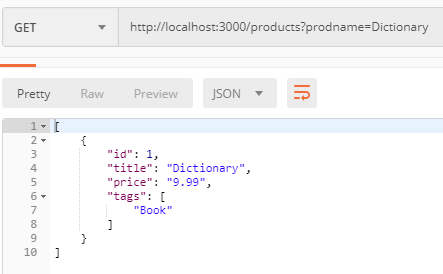 GET http://localhost:3000/products?prodname=Dictionary
Pretty Raw Preview JSON
1 [
2 {
3 "id": 1,
4 "title": "Dictionary",
5 "price": "9.99",
6 "tags": [
7 "Book"
8 ]
9 }
10 ]